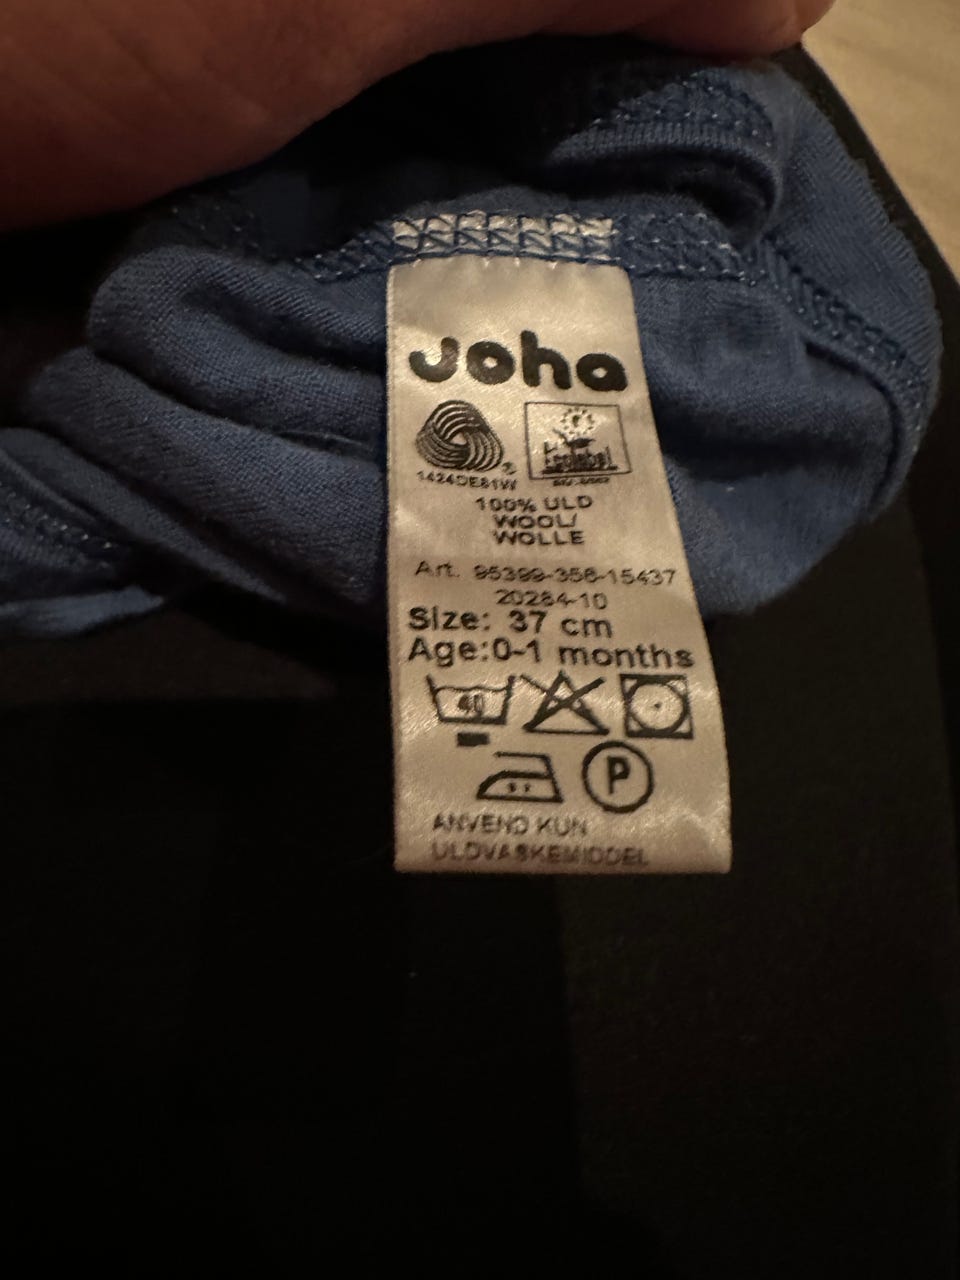 Joha
1424DE81W
Ecolabel
100% ULD
WOOL/
WOLLE
Art. 95399-356-15437
20284-10
Size: 37 cm
Age:0-1 months
40
P
ANVEND KUN
ULDVASKEMIDDEL